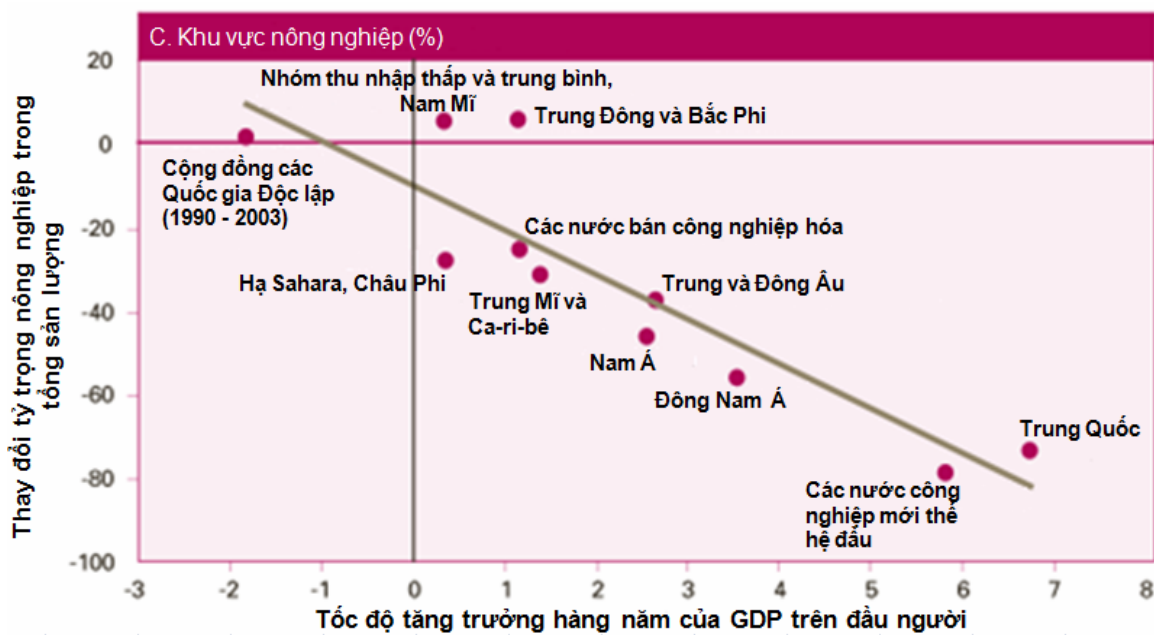 C. Khu vực nông nghiệp (%)
Thay đổi tỷ trọng nông nghiệp trong
tổng sản lượng
20
0
-20
-40
-60
-80
-100
Nhóm thu nhập thấp và trung bình,
Nam Mĩ
Trung Đông và Bắc Phi
Cộng đồng các
Quốc gia Độc lập
(1990 - 2003)
Các nước bán công nghiệp hóa
Hạ Sahara, Châu Phi
Trung Mĩ và
Ca-ri-bê
Trung và Đông Âu
Nam Á
Đông Nam Á
Trung Quốc
Các nước công
nghiệp mới thế
hệ đầu
-3 -2 -1 0 1 2 3 4 5 6 7 8
Tốc độ tăng trưởng hàng năm của GDP trên đầu người